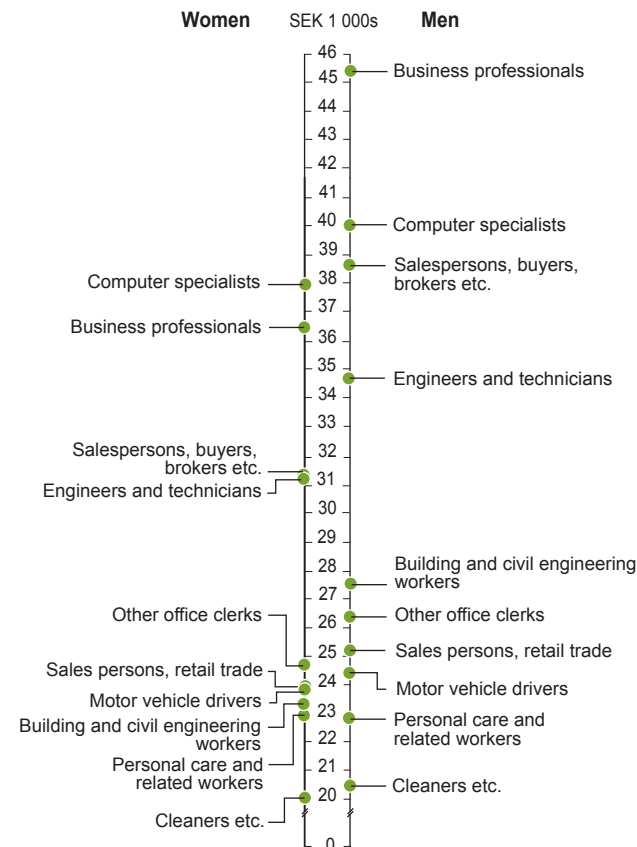 Women SEK 1 000s Men
46
Business professionals
45
44
43
42
41
40
Computer specialists
39
Salespersons, buyers,
brokers etc.
Computer specialists
38
37
Business professionals
36
35
Engineers and technicians
34
33
32
Salespersons, buyers,
brokers etc.
31
Engineers and technicians
30
29
28
Building and civil engineering
workers
27
Other office clerks
26
Other office clerks
25
Sales persons, retail trade
Sales persons, retail trade
24
Motor vehicle drivers
Motor vehicle drivers
23
Building and civil engineering
workers
Personal care and
related workers
22
Personal care and
related workers
21
Cleaners etc.
20
Cleaners etc.
0